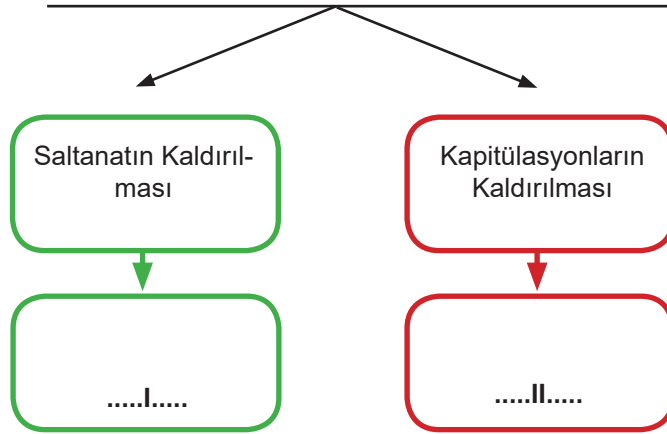 Saltanatın Kaldırıl-
ması
Kapitülasyonların
Kaldırılması
.....I.....
.....II.....